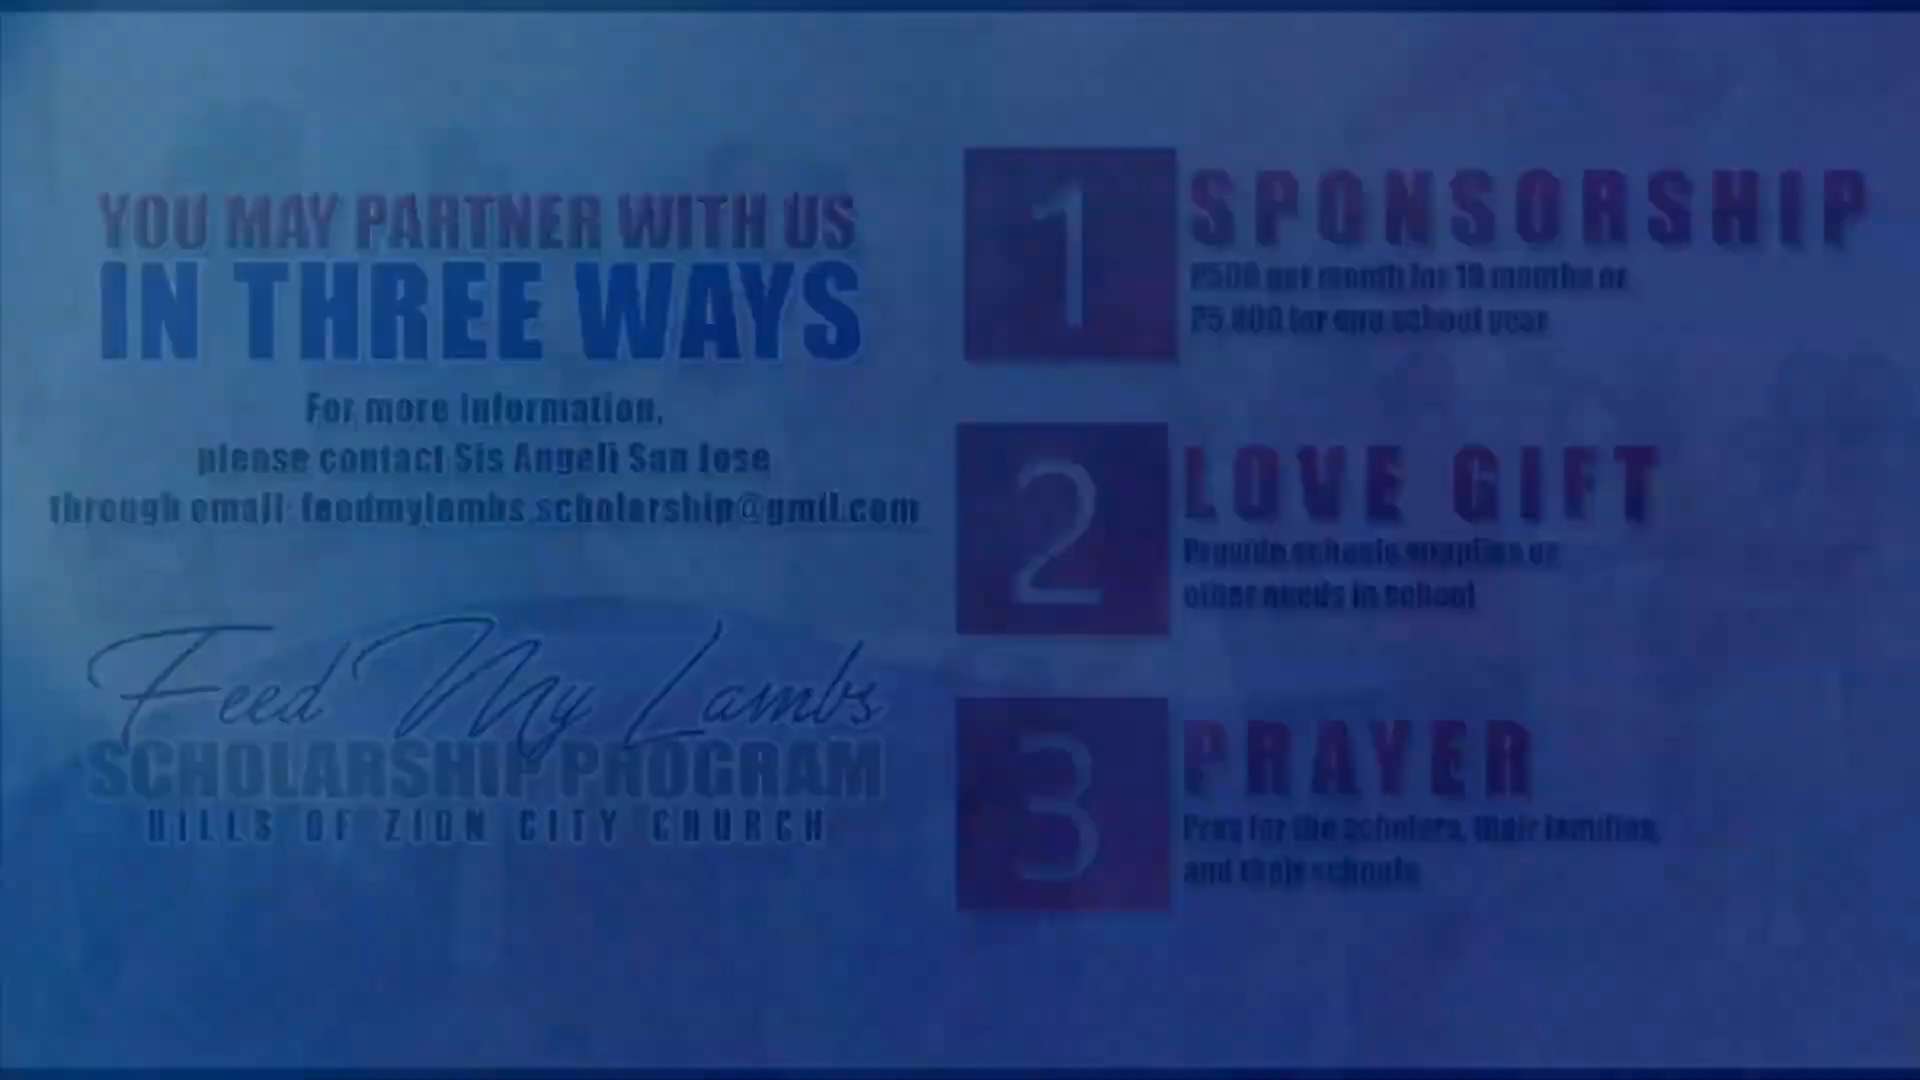 YOU MAY PARTNER WITH US
IN THREE WAYS
For more information,
please contact Sis Angeli San Jose
through email: feedmylambs.scholarship@gmil.com
Feed My Lambs
SCHOLARSHIP PROGRAM
HILLS OF ZION CITY CHURCH
1
SPONSORSHIP
P500 per month for 10 months or
P5,000 for one school year
2
LOVE GIFT
Provide schools supplies or
other needs in school
3
PRAYER
Pray for the scholars, their families,
and their schools